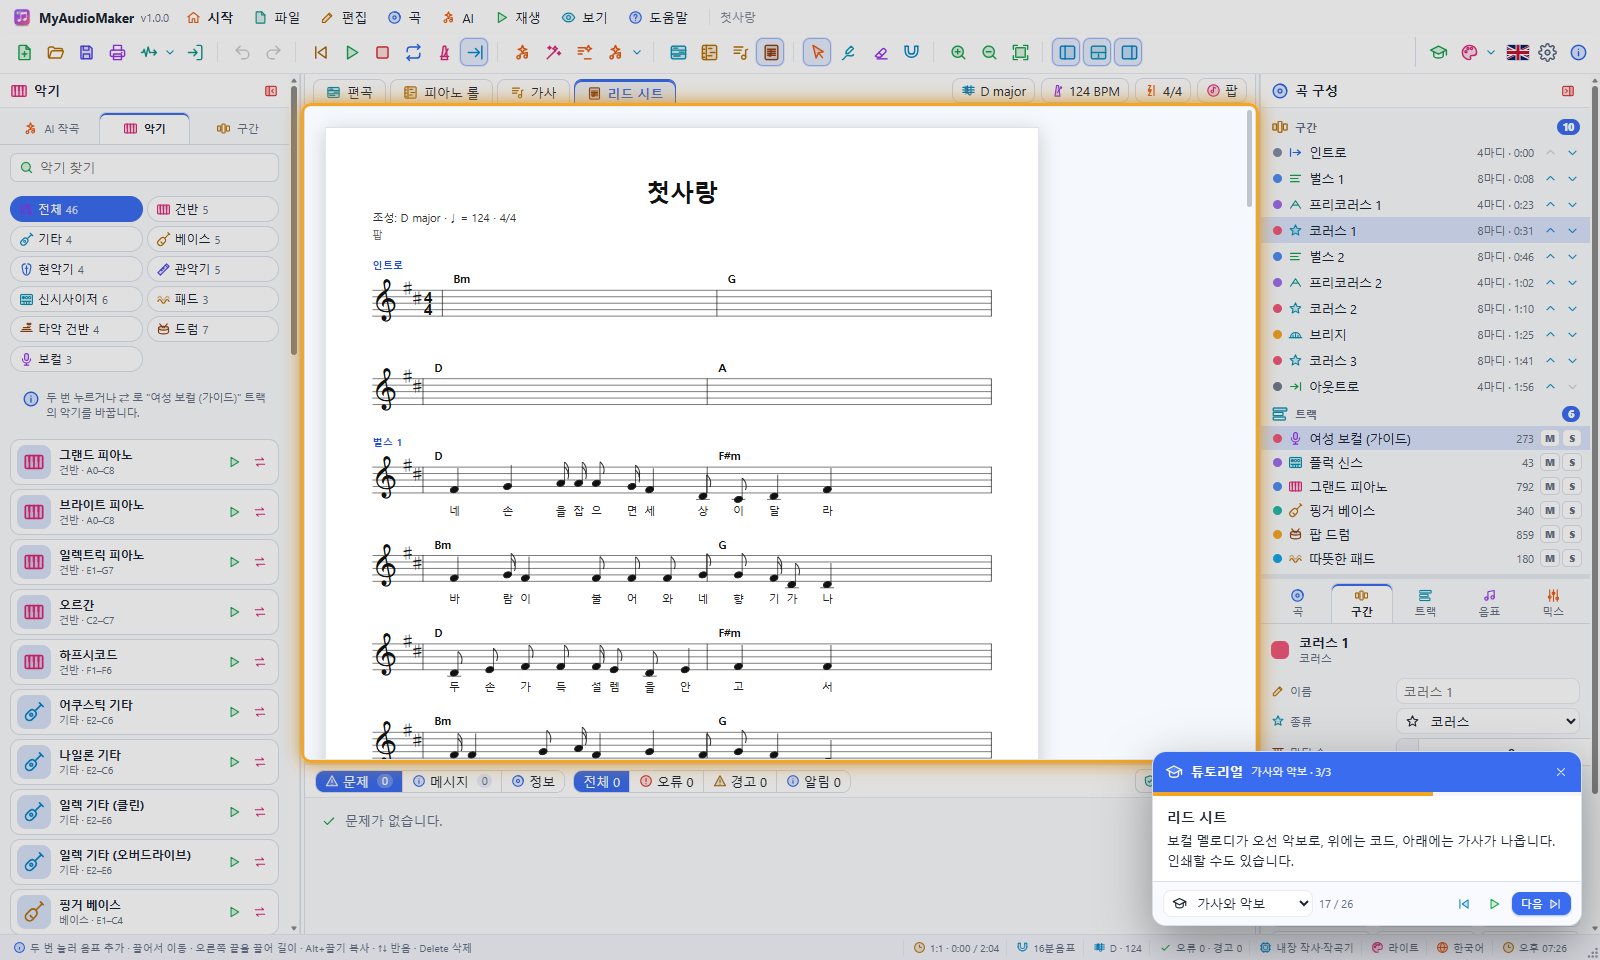 MyAudioMaker v1.0.0 시작 파일 편집 곡 AI 재생 보기 도움말 첫사랑
악기
AI 작곡 악기 구간
악기 찾기
전체 46 건반 5
기타 4 베이스 5
현악기 4 관악기 5
신시사이저 6 패드 3
타악 건반 4 드럼 7
보컬 3
두 번 누르거나 ⇄ 로 "여성 보컬 (가이드)" 트랙
의 악기를 바꿉니다.
그랜드 피아노
건반 · A0–C8
브라이트 피아노
건반 · A0–C8
일렉트릭 피아노
건반 · E1–G7
오르간
건반 · C2–C7
하프시코드
건반 · F1–F6
어쿠스틱 기타
기타 · E2–C6
나일론 기타
기타 · E2–C6
일렉 기타 (클린)
기타 · E2–E6
일렉 기타 (오버드라이브)
기타 · E2–E6
핑거 베이스
베이스 · E1–C4
편곡 피아노 롤 가사 리드 시트
D major 124 BPM 4/4 팝
첫사랑
조성: D major · ♩ = 124 · 4/4
팝
인트로
Bm G
4
4
D A
벌스 1
D F#m
네 손 을 잡 으 면 세 상 이 달 라
Bm G
바 람 이 불 어 와 네 향 기 가 나
D F#m
두 손 가 득 설 렘 을 안 고 서
Bm G
문제 0 메시지 0 정보 전체 0 오류 0 경고 0 알림 0
문제가 없습니다.
곡 구성
구간 10
인트로 4마디 · 0:00
벌스 1 8마디 · 0:08
프리코러스 1 4마디 · 0:23
코러스 1 8마디 · 0:31
벌스 2 8마디 · 0:46
프리코러스 2 4마디 · 1:02
코러스 2 8마디 · 1:10
브리지 8마디 · 1:25
코러스 3 8마디 · 1:41
아웃트로 4마디 · 1:56
트랙 6
여성 보컬 (가이드) 273 M S
플럭 신스 43 M S
그랜드 피아노 792 M S
핑거 베이스 340 M S
팝 드럼 859 M S
따뜻한 패드 180 M S
곡 구간 트랙 음표 믹스
코러스 1
코러스
이름 코러스 1
종류 코러스
튜토리얼 가사와 악보 · 3/3
리드 시트
보컬 멜로디가 오선 악보로, 위에는 코드, 아래에는 가사가 나옵니다.
인쇄할 수도 있습니다.
가사와 악보 17 / 26 다음
두 번 눌러 음표 추가 · 끌어서 이동 · 오른쪽 끝을 끌어 길이 · Alt+끌기 복사 · ↑↓ 반음 · Delete 삭제
1:1 · 0:00 / 2:04 16분음표 D · 124 오류 0 · 경고 0 내장 작사·작곡기 라이트 한국어 오후 07:26